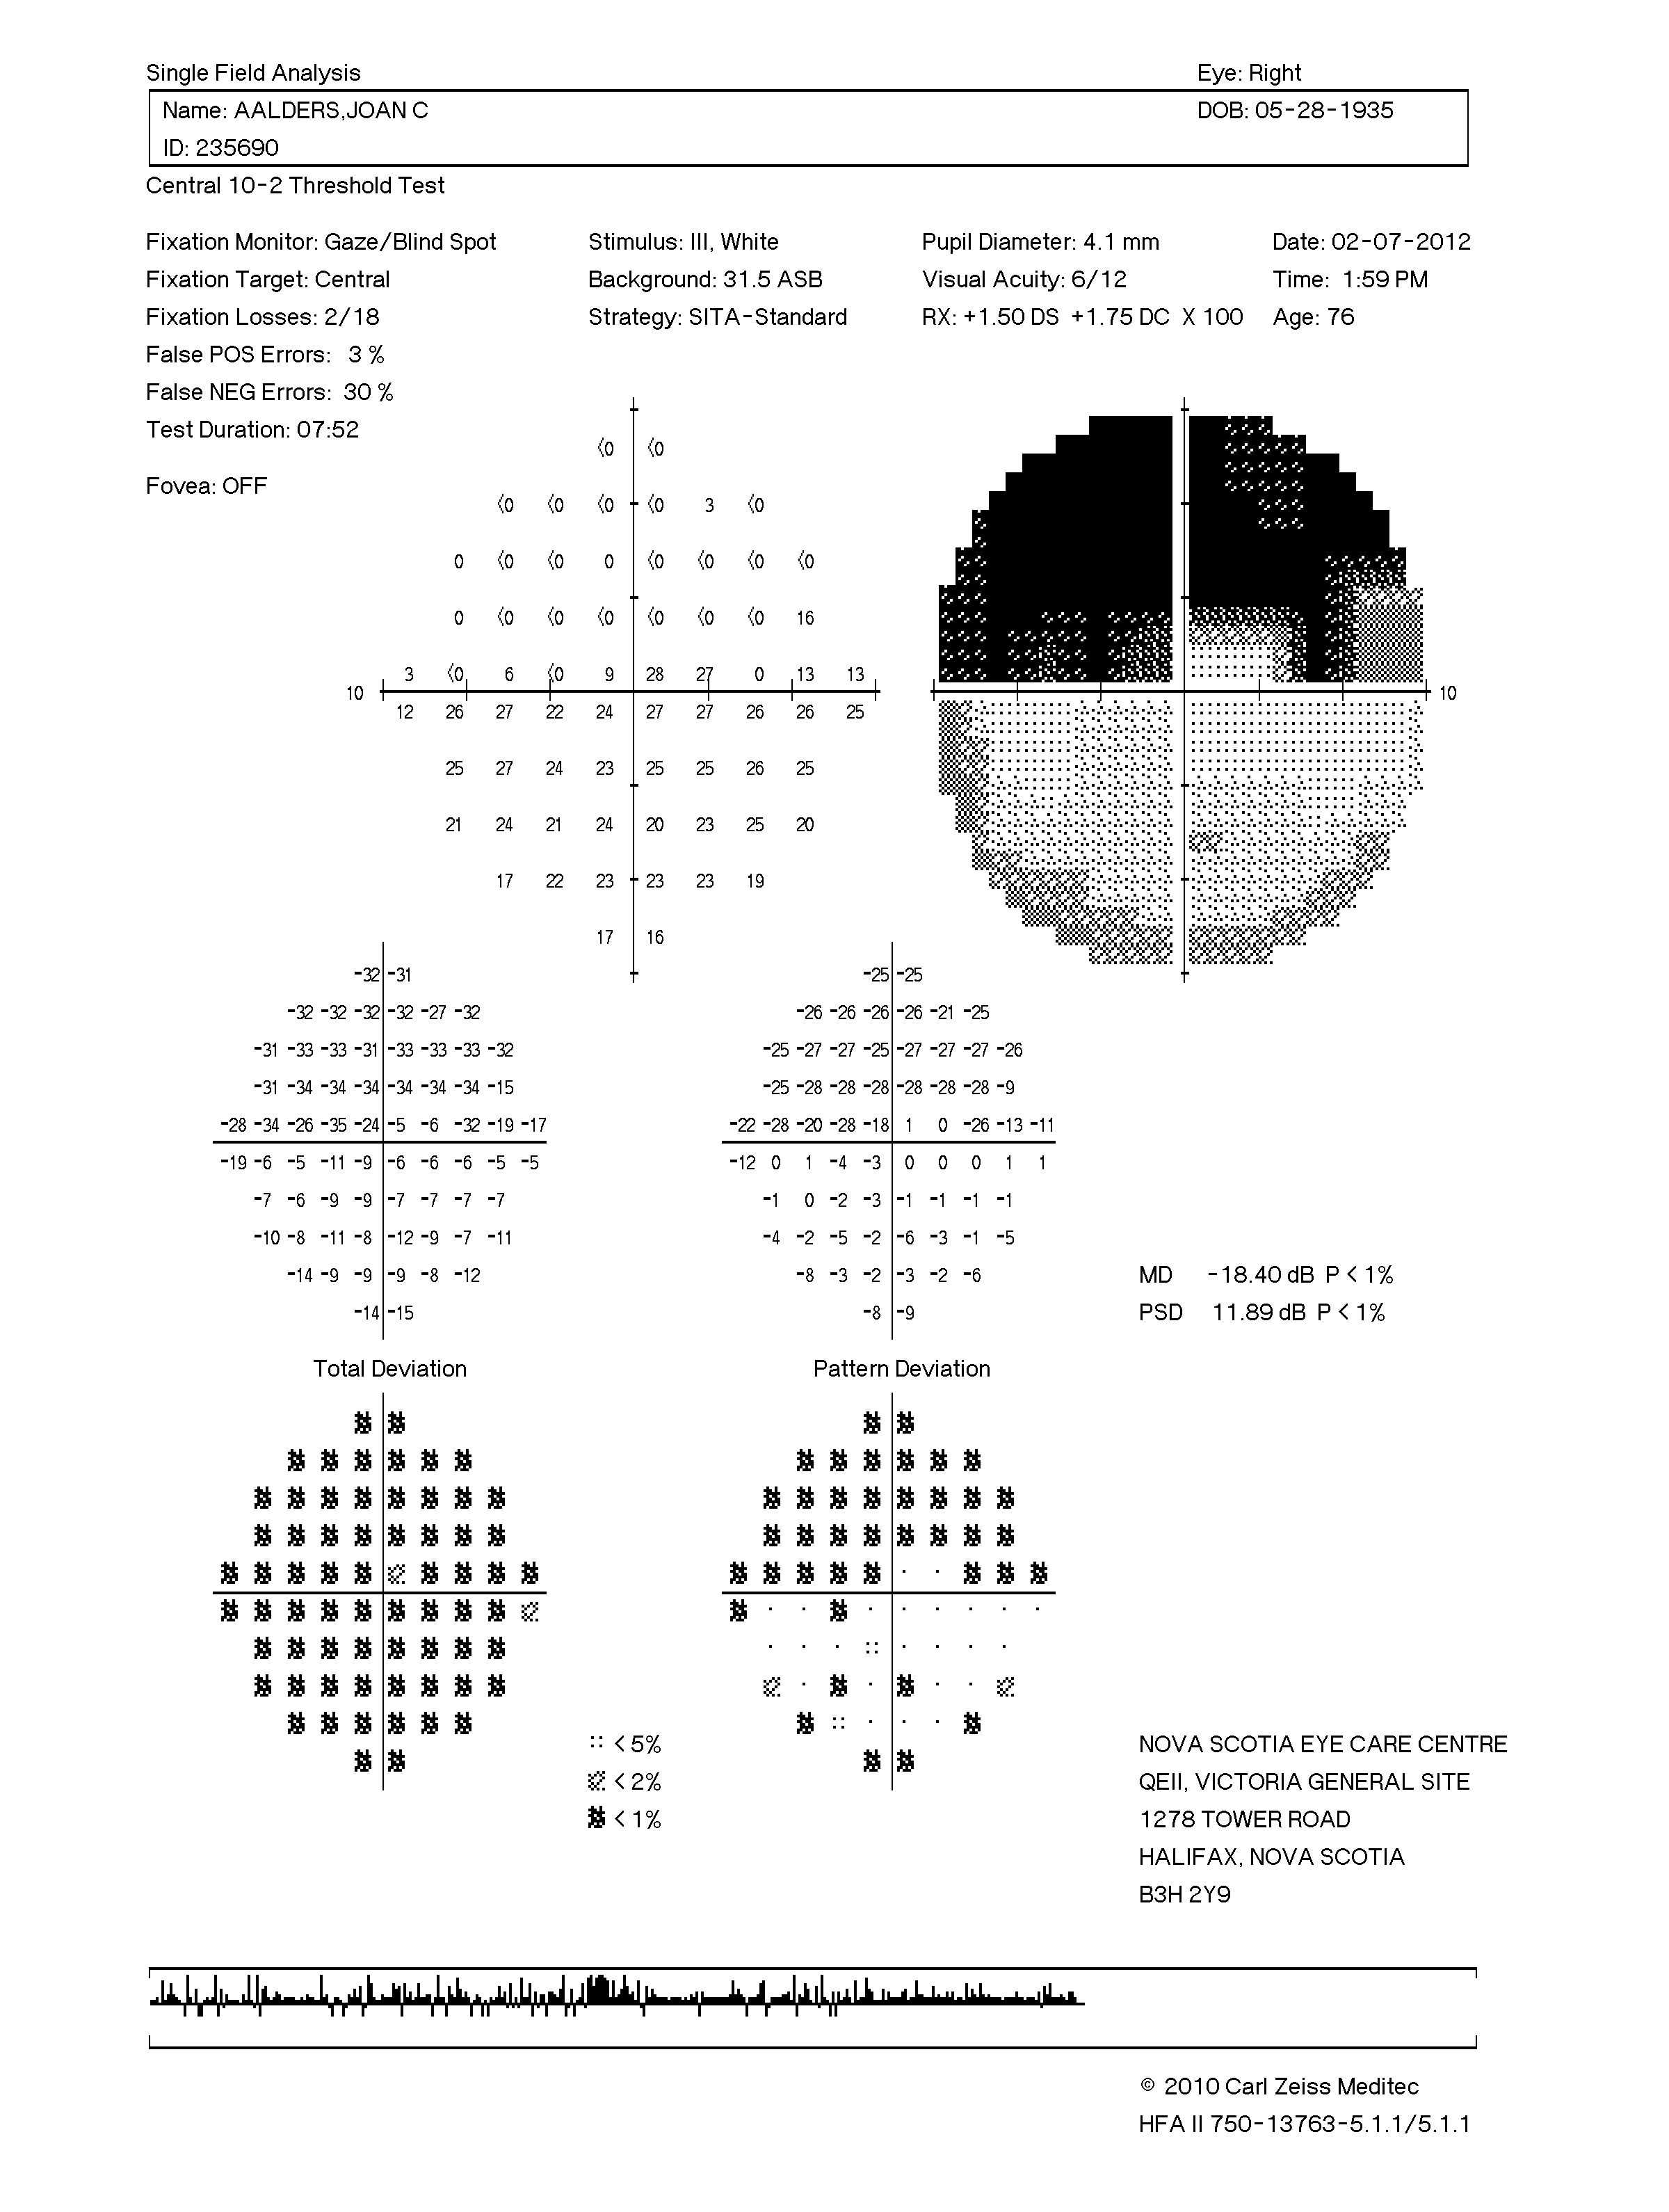 Single Field Analysis Eye: Right
Name: AALDERS,JOAN C DOB: 05-28-1935
ID: 235690
Central 10-2 Threshold Test
Fixation Monitor: Gaze/Blind Spot Stimulus: III, White Pupil Diameter: 4.1 mm Date: 02-07-2012
Fixation Target: Central Background: 31.5 ASB Visual Acuity: 6/12 Time: 1:59 PM
Fixation Losses: 2/18 Strategy: SITA-Standard RX: +1.50 DS +1.75 DC X 100 Age: 76
False POS Errors: 3 %
False NEG Errors: 30 %
Test Duration: 07:52
Fovea: OFF
<0 <0
<0 <0 <0 <0 3 <0
0 <0 <0 0 <0 <0 <0 <0
0 <0 <0 <0 <0 <0 <0 16
3 <0 6 <0 9 28 27 0 13 13
10 10
12 26 27 22 24 27 27 26 26 25
25 27 24 23 25 25 26 25
21 24 21 24 20 23 25 20
17 22 23 23 23 19
17 16
-32 -31 -25 -25
-32 -32 -32 -32 -27 -32 -26 -26 -26 -26 -21 -25
-31 -33 -33 -31 -33 -33 -33 -32 -25 -27 -27 -25 -27 -27 -27 -26
-31 -34 -34 -34 -34 -34 -34 -15 -25 -28 -28 -28 -28 -28 -28 -9
-28 -34 -26 -35 -24 -5 -6 -32 -19 -17 -22 -28 -20 -28 -18 1 0 -26 -13 -11
-19 -6 -5 -11 -9 -6 -6 -6 -5 -5 -12 0 1 -4 -3 0 0 0 1 1
-7 -6 -9 -9 -7 -7 -7 -7 -1 0 -2 -3 -1 -1 -1 -1
-10 -8 -11 -8 -12 -9 -7 -11 -4 -2 -5 -2 -6 -3 -1 -5
-14 -9 -9 -9 -8 -12 -8 -3 -2 -3 -2 -6 MD -18.40 dB P < 1%
-14 -15 -8 -9 PSD 11.89 dB P < 1%
Total Deviation Pattern Deviation
< 5%
< 2%
< 1%
NOVA SCOTIA EYE CARE CENTRE
QEII, VICTORIA GENERAL SITE
1278 TOWER ROAD
HALIFAX, NOVA SCOTIA
B3H 2Y9
© 2010 Carl Zeiss Meditec
HFA II 750-13763-5.1.1/5.1.1